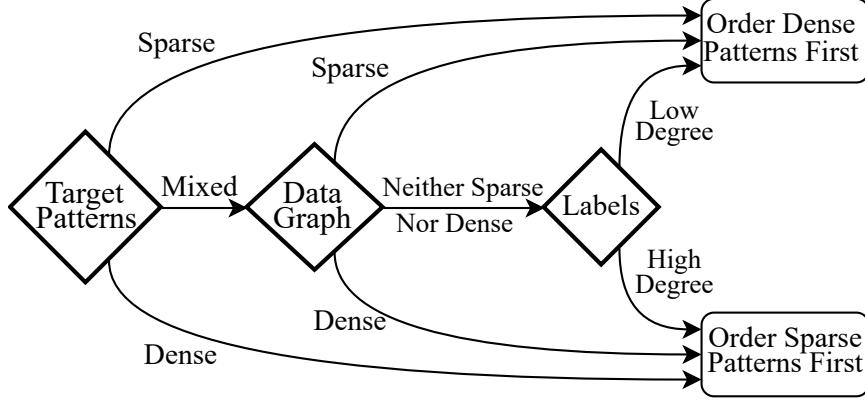 Order Dense
Patterns First
Sparse
Sparse
Low
Degree
Target
Patterns
Mixed
Data
Graph
Neither Sparse
Nor Dense
Labels
High
Degree
Dense
Dense
Order Sparse
Patterns First